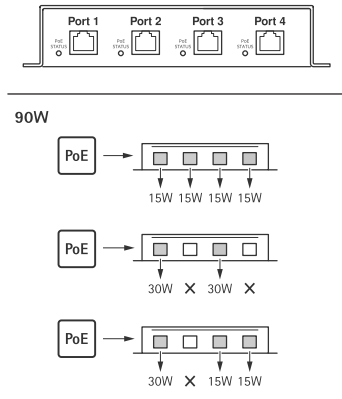 Port 1 Port 2 Port 3 Port 4
PoE STATUS PoE STATUS PoE STATUS PoE STATUS
90W
PoE
15W 15W 15W 15W
PoE
30W X 30W X
PoE
30W X 15W 15W